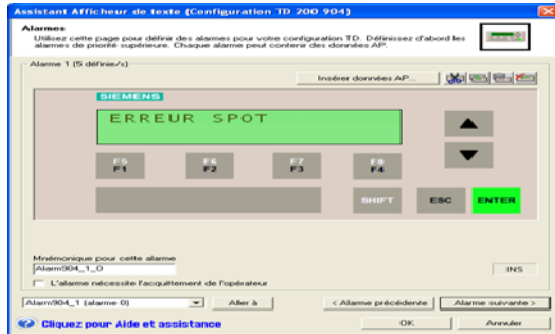 Assistant Afficheur de texte (Configuration TD 200 904)
Alarmes
Utilisez cette page pour définir des alarmes pour votre configuration TD. Définissez d'abord les
alarmes de priorité supérieure. Chaque alarme peut contenir des données AP.
Alarme 1 (5 définie/s)
Insérer données AP...
SIEMENS
ERREUR SPOT
F5 F6 F7 F8
F1 F2 F3 F4
SHIFT ESC ENTER
Mnémonique pour cette alarme
Alarm904_1_0
INS
L'alarme nécessite l'acquittement de l'opérateur
Alarm904_1 (alarme 0) Aller à < Alarme précédente Alarme suivante >
Cliquez pour Aide et assistance OK Annuler